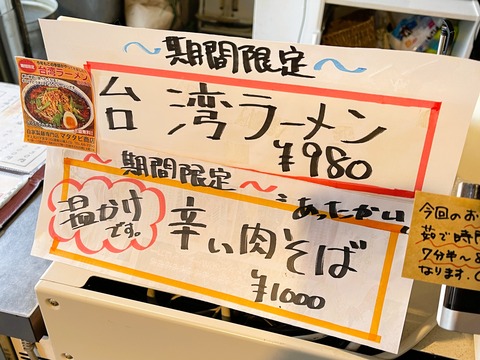 ～期間限定～
台湾ラーメン
¥980
～期間限定～
あったかい
温かけ
です。
辛い肉そば
¥1000
台湾ラーメン
今回のお
茹で時間
7分半～8
なります。